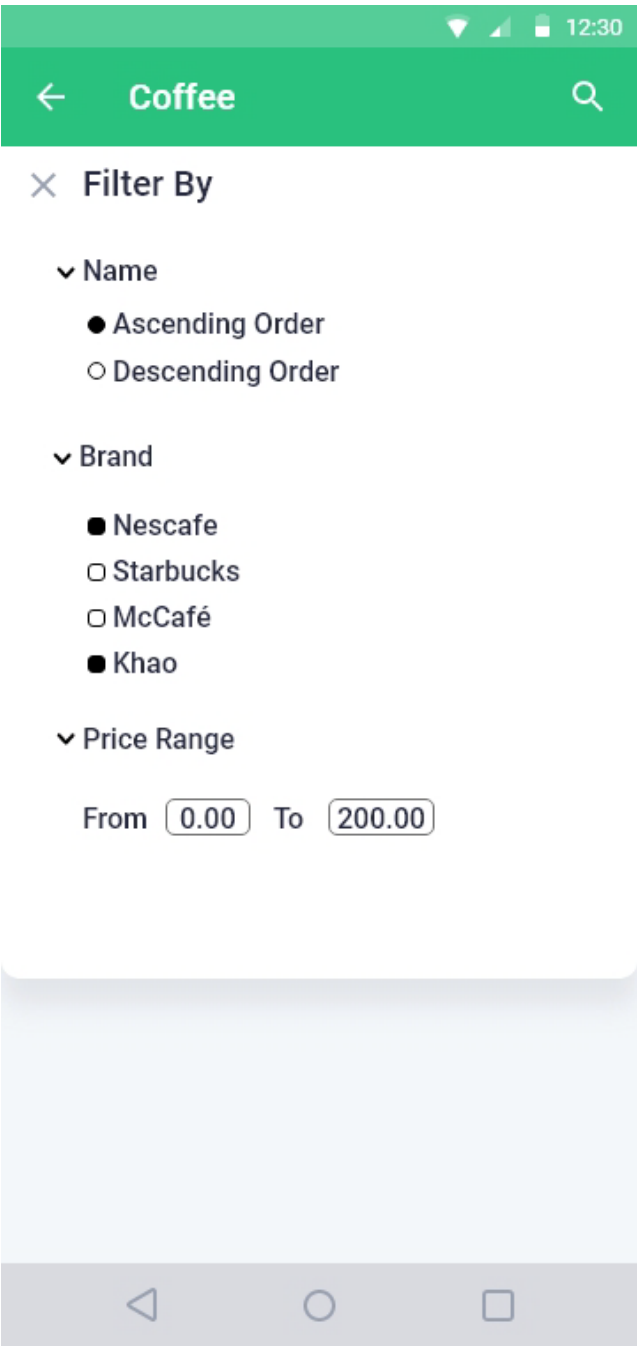 12:30
Coffee
Filter By
Name
Ascending Order
Descending Order
Brand
Nescafe
Starbucks
McCafé
Khao
Price Range
From 0.00 To 200.00